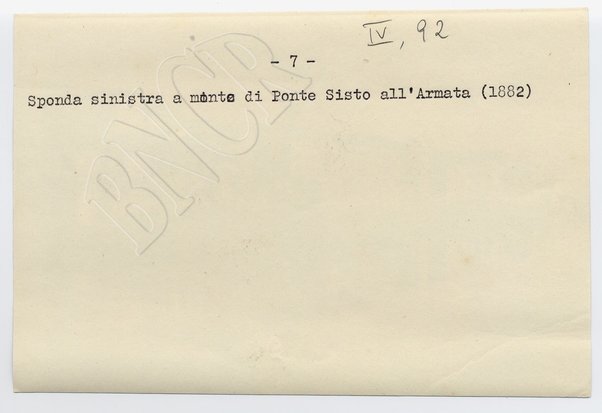 IV, 92
- 7 -
Sponda sinistra a monte di Ponte Sisto all'Armata (1882)
BNCR